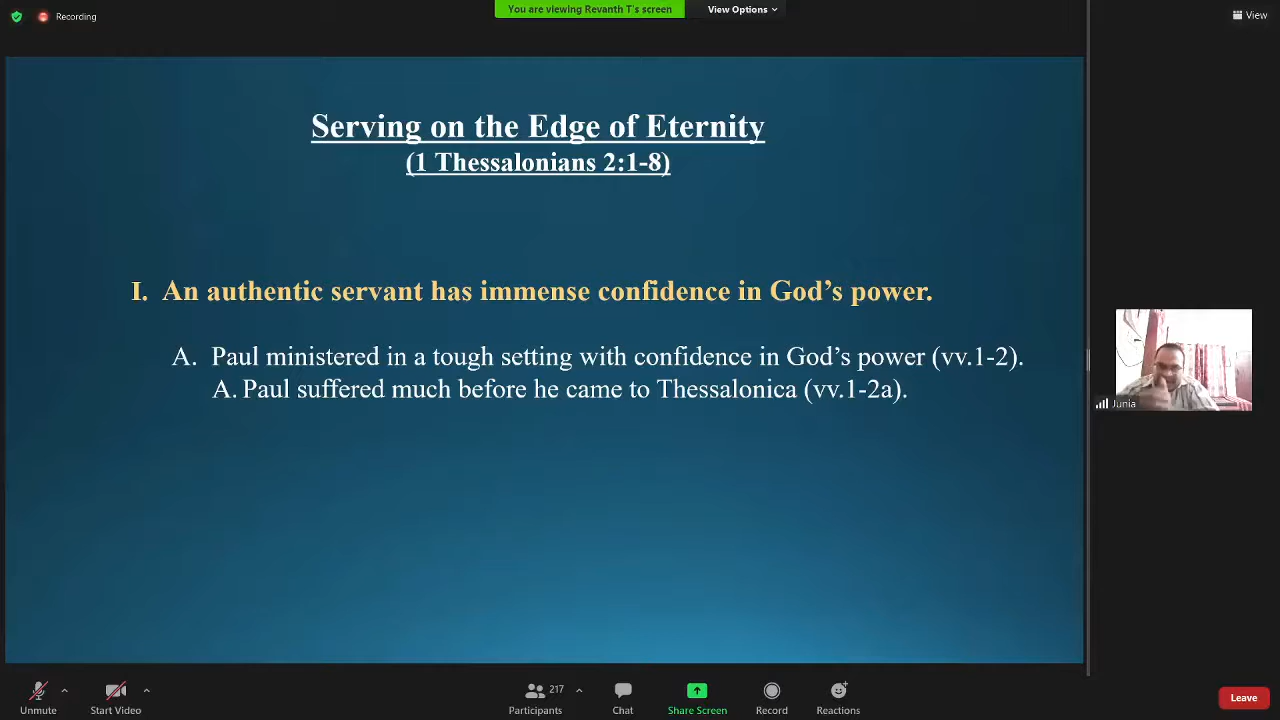 Recording
You are viewing Revanth T's screen
View Options
View
Serving on the Edge of Eternity
(1 Thessalonians 2:1-8)
I. An authentic servant has immense confidence in God’s power.
A. Paul ministered in a tough setting with confidence in God’s power (vv.1-2).
A. Paul suffered much before he came to Thessalonica (vv.1-2a).
Junia
Unmute
Start Video
217
Participants
Chat
Share Screen
Record
Reactions
Leave